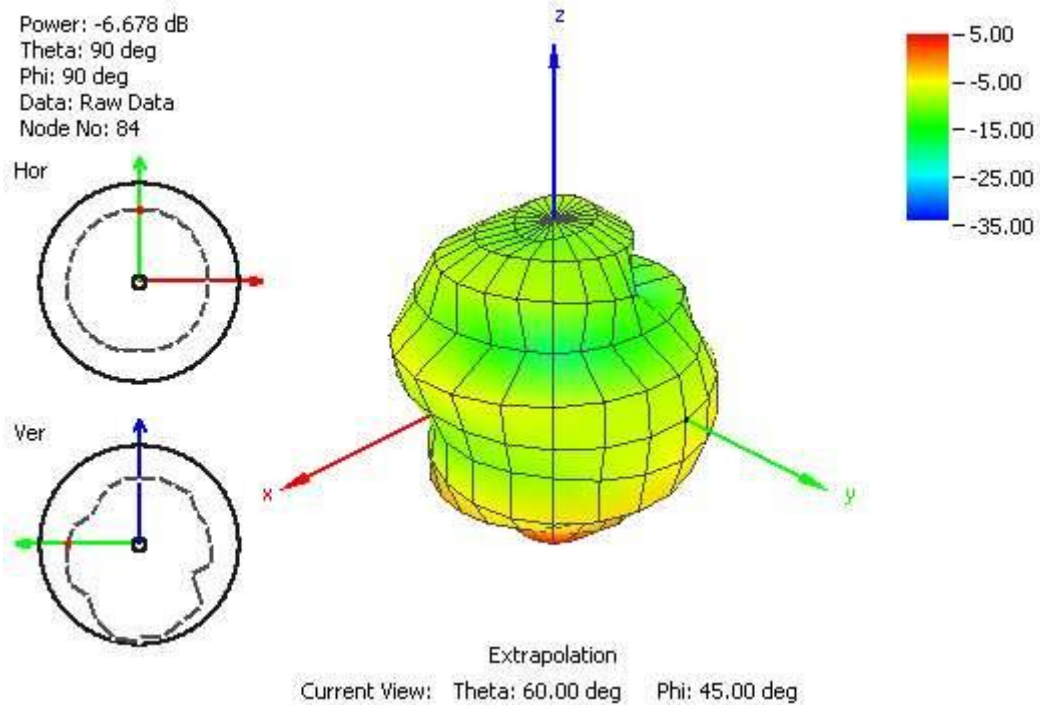 Power: -6.678 dB
Theta: 90 deg
Phi: 90 deg
Data: Raw Data
Node No: 84
Hor
Ver
z
x
y
5.00
-5.00
-15.00
-25.00
-35.00
Extrapolation
Current View: Theta: 60.00 deg Phi: 45.00 deg